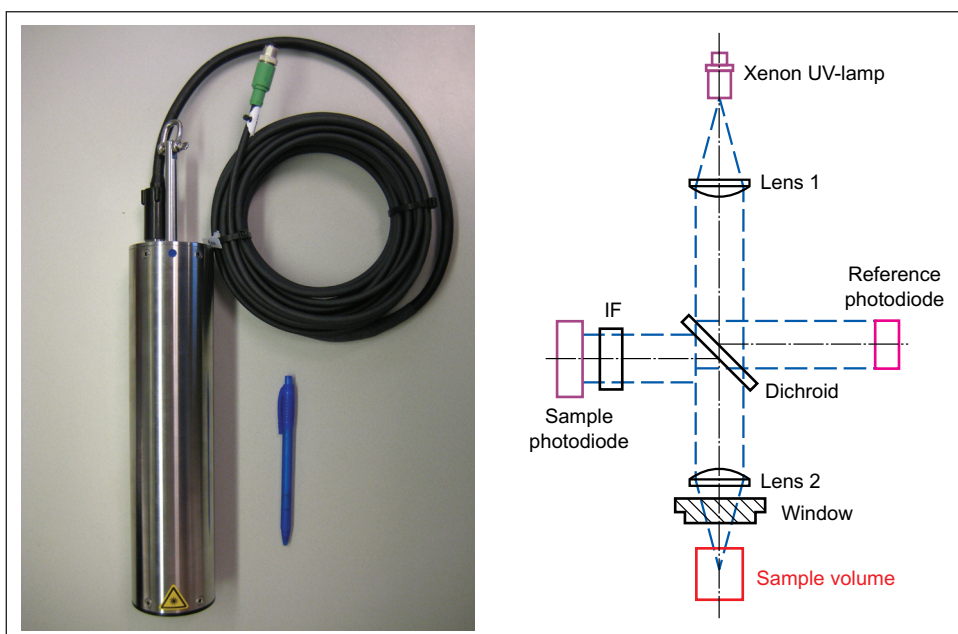 Xenon UV-lamp
Lens 1
Reference
photodiode
IF
Dichroid
Sample
photodiode
Lens 2
Window
Sample volume